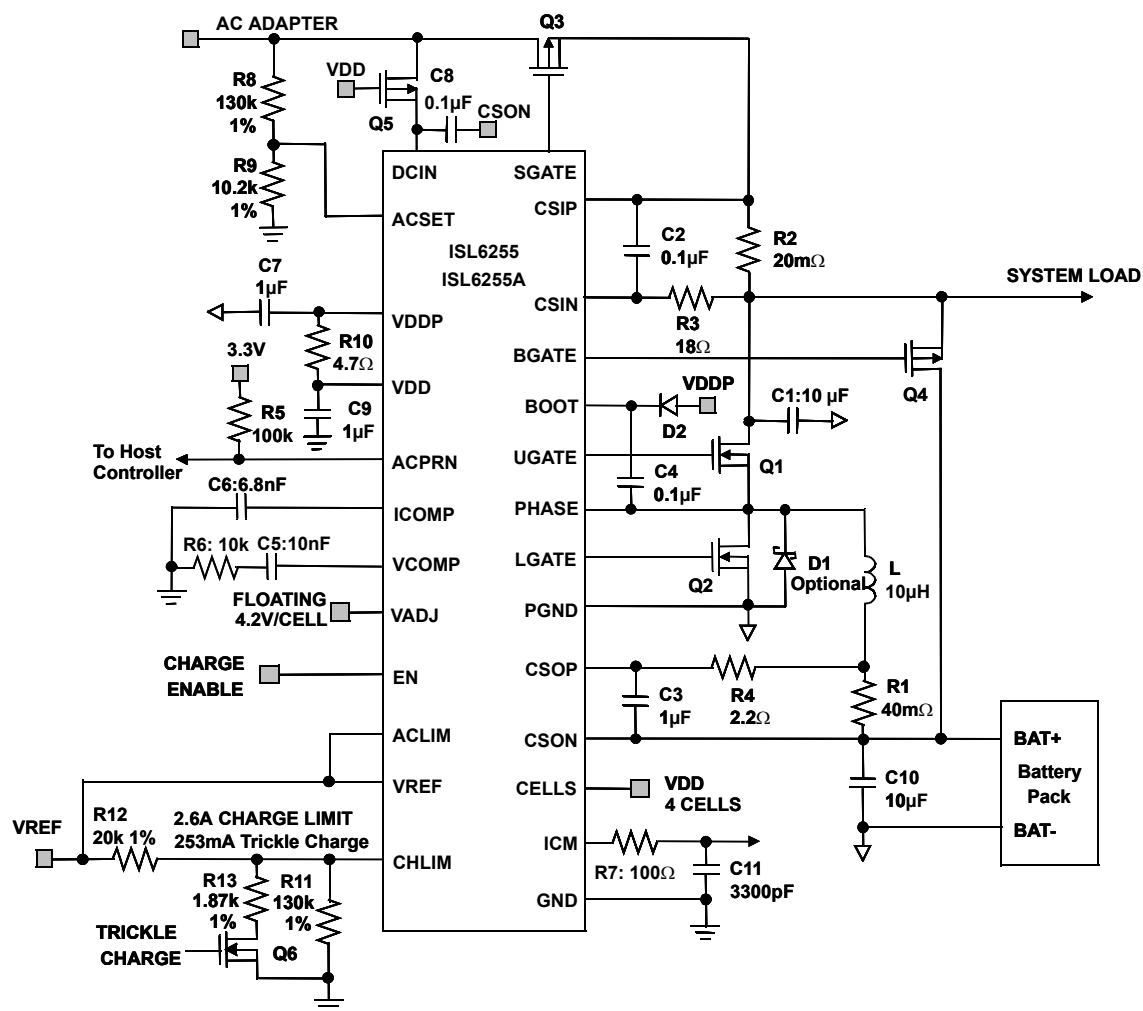 AC ADAPTER
Q3
R8
130k
1%
VDD
Q5
C8
0.1µF
CSON
R9
10.2k
1%
DCIN
SGATE
ACSET
CSIP
ISL6255
ISL6255A
C2
0.1µF
R2
20mΩ
SYSTEM LOAD
C7
1µF
CSIN
R3
18Ω
VDDP
R10
4.7Ω
3.3V
BGATE
Q4
VDD
R5
100k
C9
1µF
BOOT
D2
VDDP
C1:10 µF
To Host
Controller
ACPRN
UGATE
Q1
C4
0.1µF
C6:6.8nF
ICOMP
PHASE
R6: 10k
C5:10nF
VCOMP
LGATE
Q2
D1
Optional
L
10µH
FLOATING
4.2V/CELL
VADJ
PGND
CHARGE
ENABLE
EN
CSOP
C3
1µF
R4
2.2Ω
R1
40mΩ
ACLIM
CSON
BAT+
Battery
Pack
BAT-
VREF
CELLS
VDD
4 CELLS
C10
10µF
VREF
R12
20k 1%
2.6A CHARGE LIMIT
253mA Trickle Charge
CHLIM
ICM
R7: 100Ω
C11
3300pF
R13
1.87k
1%
R11
130k
1%
GND
TRICKLE
CHARGE
Q6